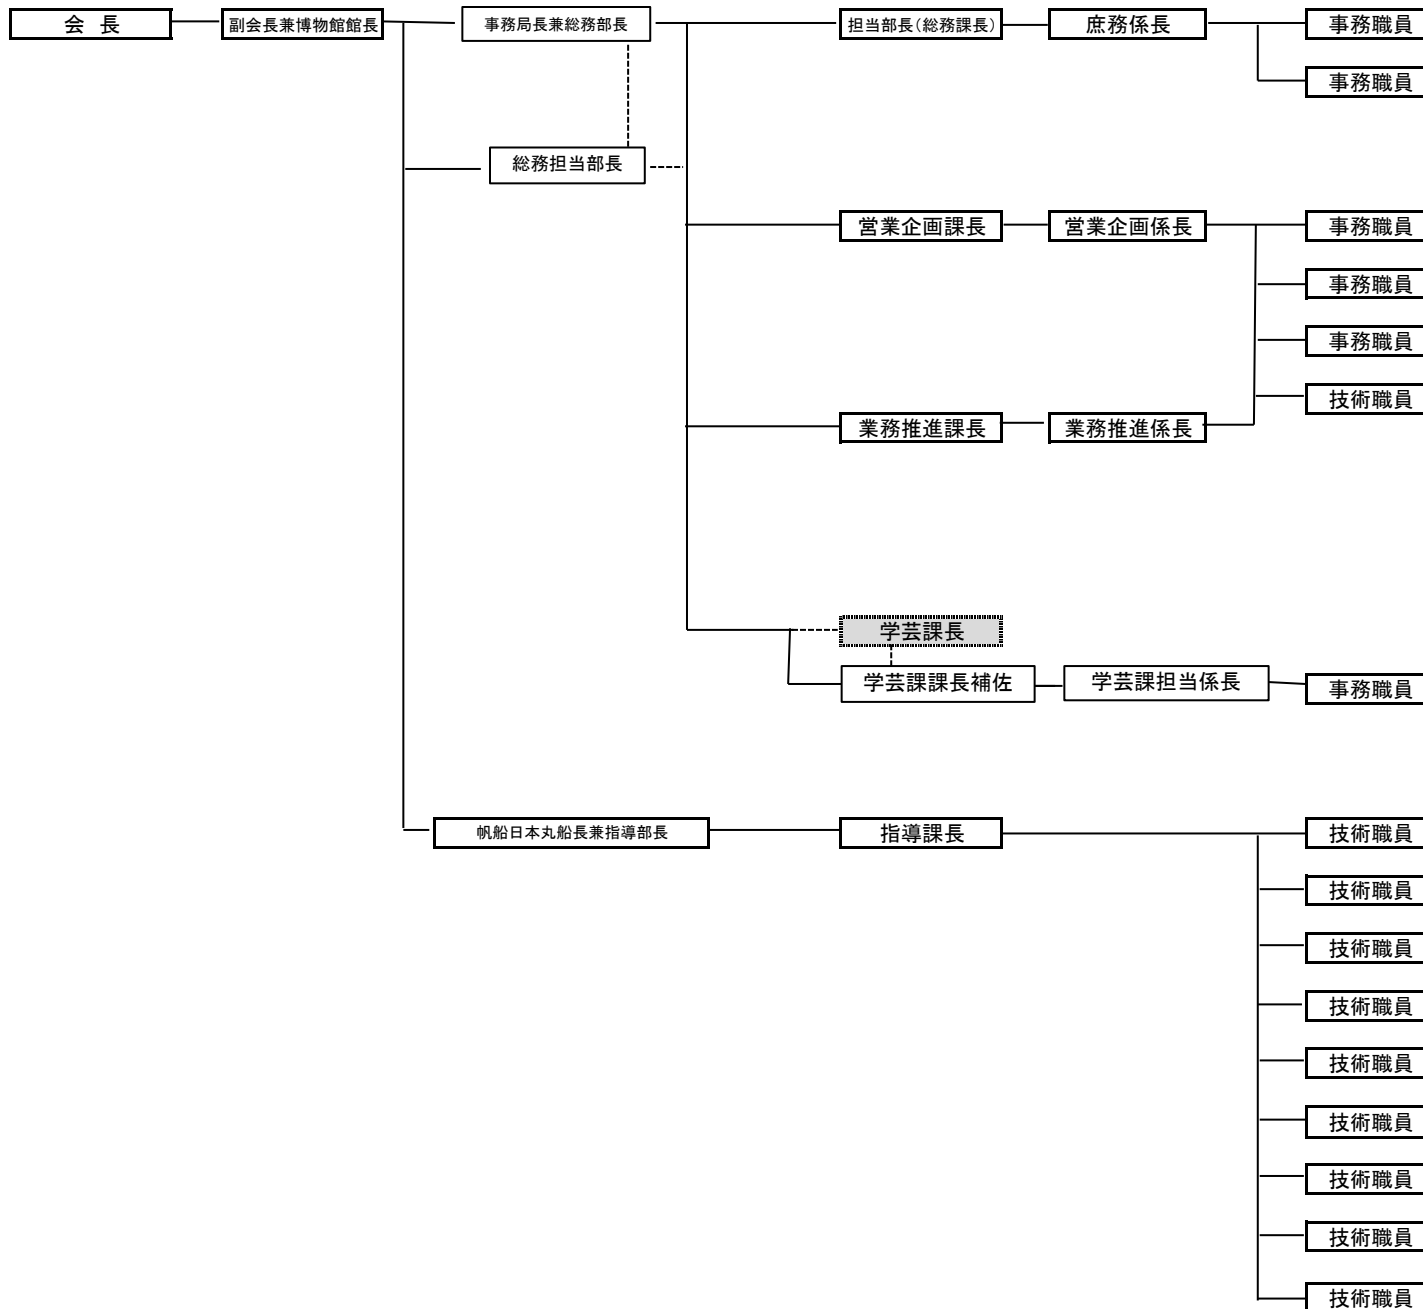 会　長
副会長兼博物館館長
事務局長兼総務部長
担当部長（総務課長）
庶務係長
事務職員
事務職員
総務担当部長
営業企画課長
営業企画係長
事務職員
事務職員
事務職員
技術職員
業務推進課長
業務推進係長
学芸課長
学芸課課長補佐
学芸課担当係長
事務職員
帆船日本丸船長兼指導部長
指導課長
技術職員
技術職員
技術職員
技術職員
技術職員
技術職員
技術職員
技術職員
技術職員